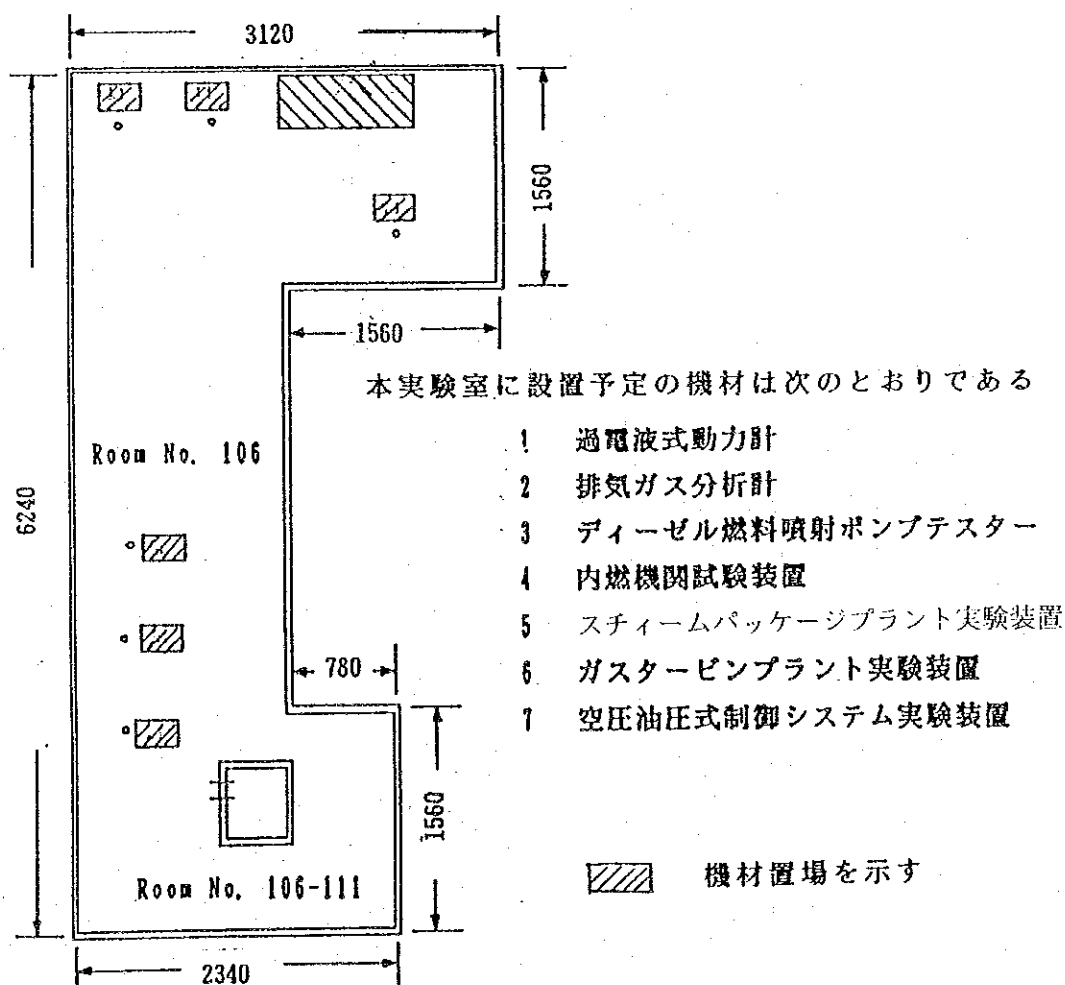 3120
1560
1560
本実験室に設置予定の機材は次のとおりである
1 過電液式動力計
Room No. 106
2 排気ガス分析計
6240
3 ディーゼル燃料噴射ポンプテスター
4 内燃機関試験装置
5 スチィームパッケージプラント実験装置
6 ガスタービンプラント実験装置
780
7 空圧油圧式制御システム実験装置
1560
機材置場を示す
Room No. 106-111
2340